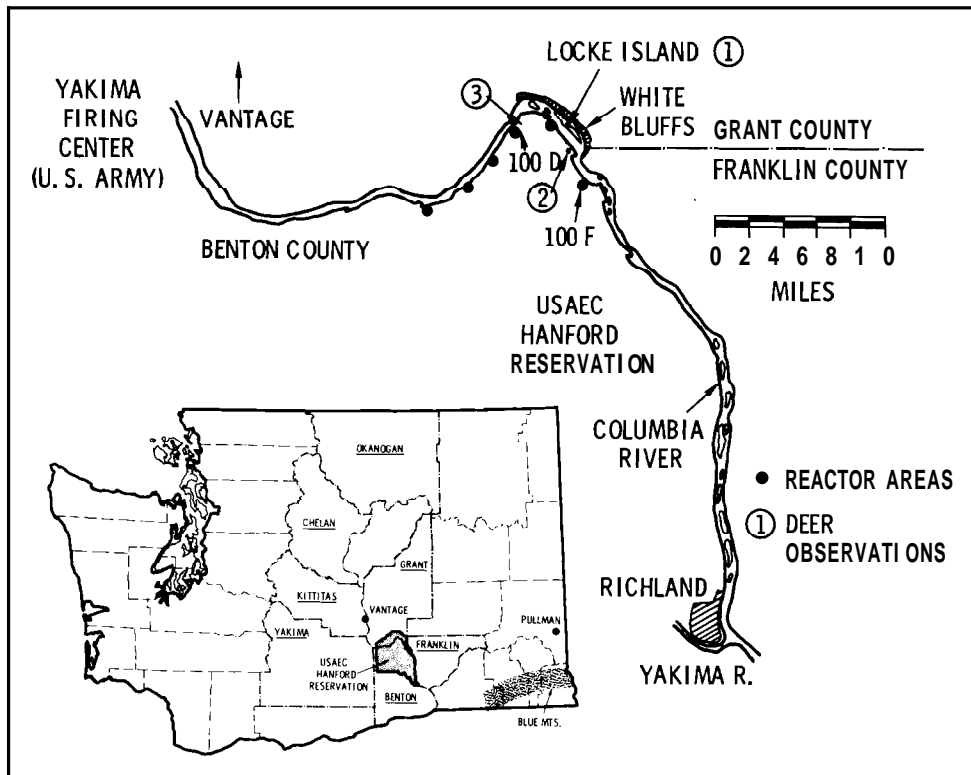 LOCKE ISLAND ①
YAKIMA
FIRING
CENTER
(U. S. ARMY)
VANTAGE
③
WHITE
BLUFFS
GRANT COUNTY
FRANKLIN COUNTY
100 D
②
100 F
BENTON COUNTY
0 2 4 6 8 1 0
MILES
USAEC
HANFORD
RESERVATION
COLUMBIA
RIVER
● REACTOR AREAS
① DEER
OBSERVATIONS
RICHLAND
YAKIMA R.
OKANOGAN
CHELAN
GRANT
KITTITAS
VANTAGE
YAKIMA
PULLMAN
FRANKLIN
USAEC
HANFORD
RESERVATION
BENTON
BLUE MTS.